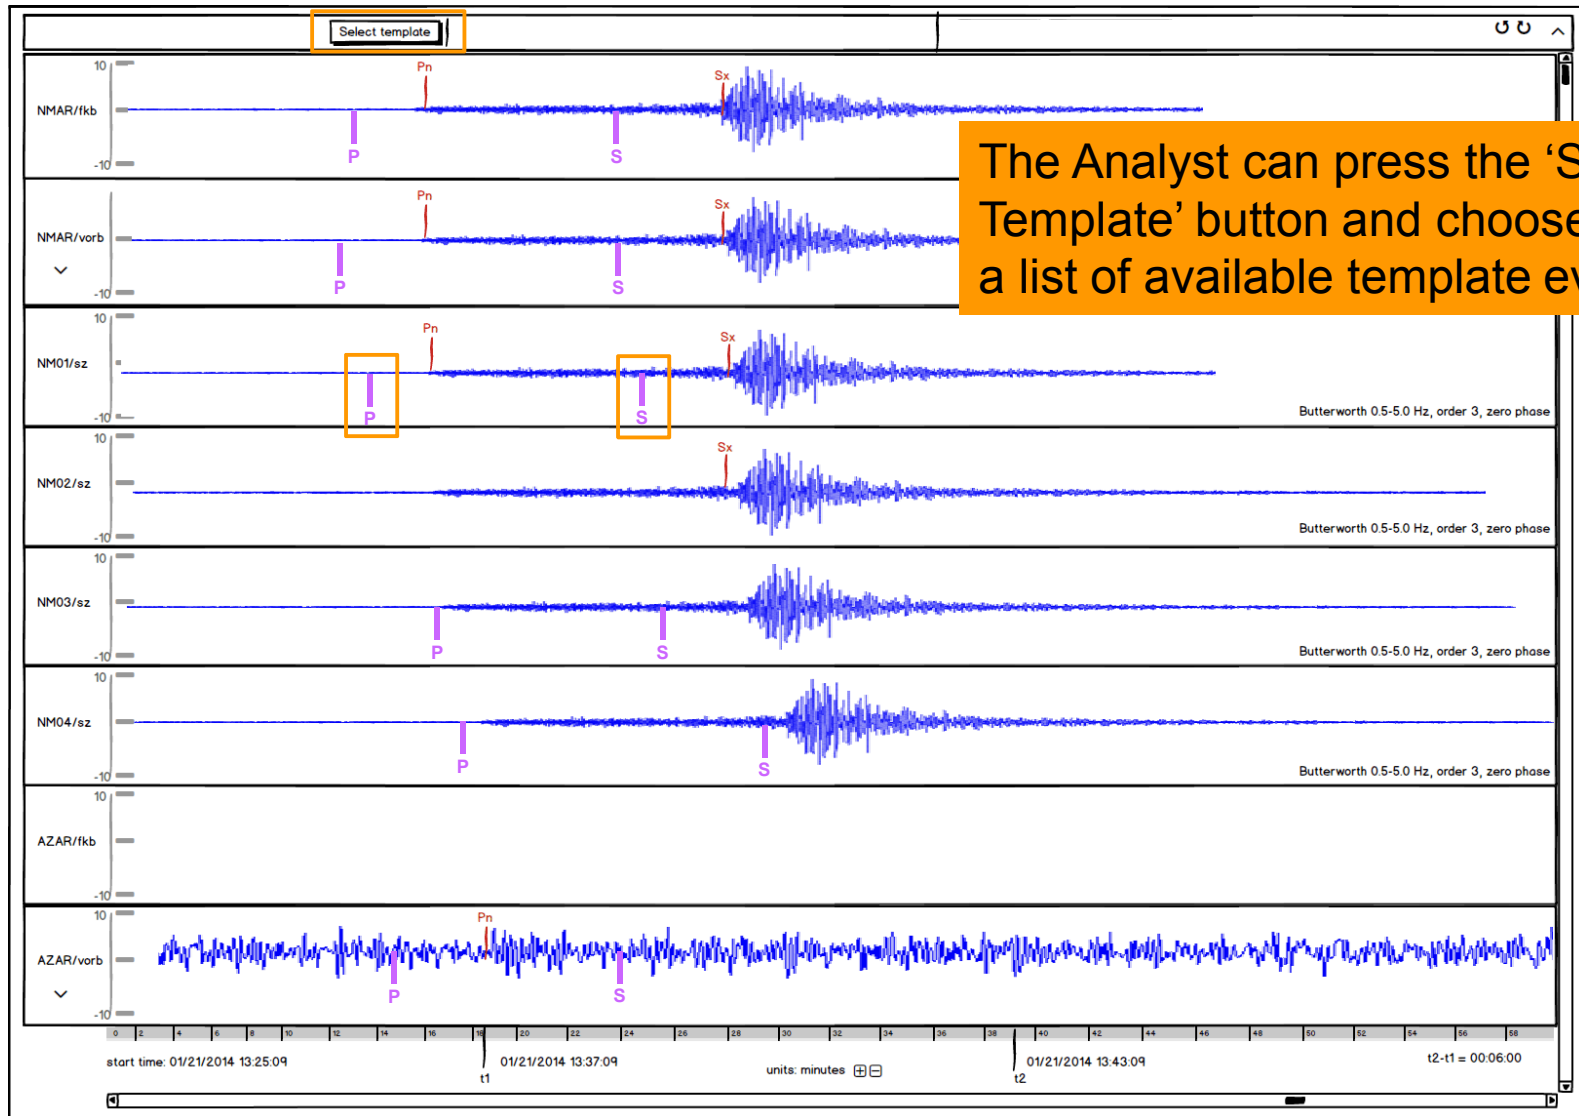 Select template
10
NMAR/fkb
-10
Pn
Sx
P
S
The Analyst can press the ‘S
Template’ button and choose
a list of available template ev
NMAR/vorb
-10
Pn
Sx
P
S
10
NM01/sz
-10
Pn
Sx
P
S
Butterworth 0.5-5.0 Hz, order 3, zero phase
10
NM02/sz
-10
Sx
Butterworth 0.5-5.0 Hz, order 3, zero phase
10
NM03/sz
-10
P
S
Butterworth 0.5-5.0 Hz, order 3, zero phase
10
NM04/sz
-10
P
S
Butterworth 0.5-5.0 Hz, order 3, zero phase
10
AZAR/fkb
-10
10
AZAR/vorb
-10
Pn
P
S
0 2 4 6 8 10 12 14 16 18 20 22 24 26 28 30 32 34 36 38 40 42 44 46 48 50 52 54 56 58
start time: 01/21/2014 13:25:09
t1
01/21/2014 13:37:09
units: minutes
t2
01/21/2014 13:43:09
t2-t1 = 00:06:00